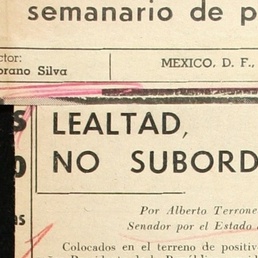 semanario de p
ctor:
orano Silva
MEXICO, D. F.,
LEALTAD,
NO SUBORD
Por Alberto Terrone
Senador por el Estado
Colocados en el terreno de positiv